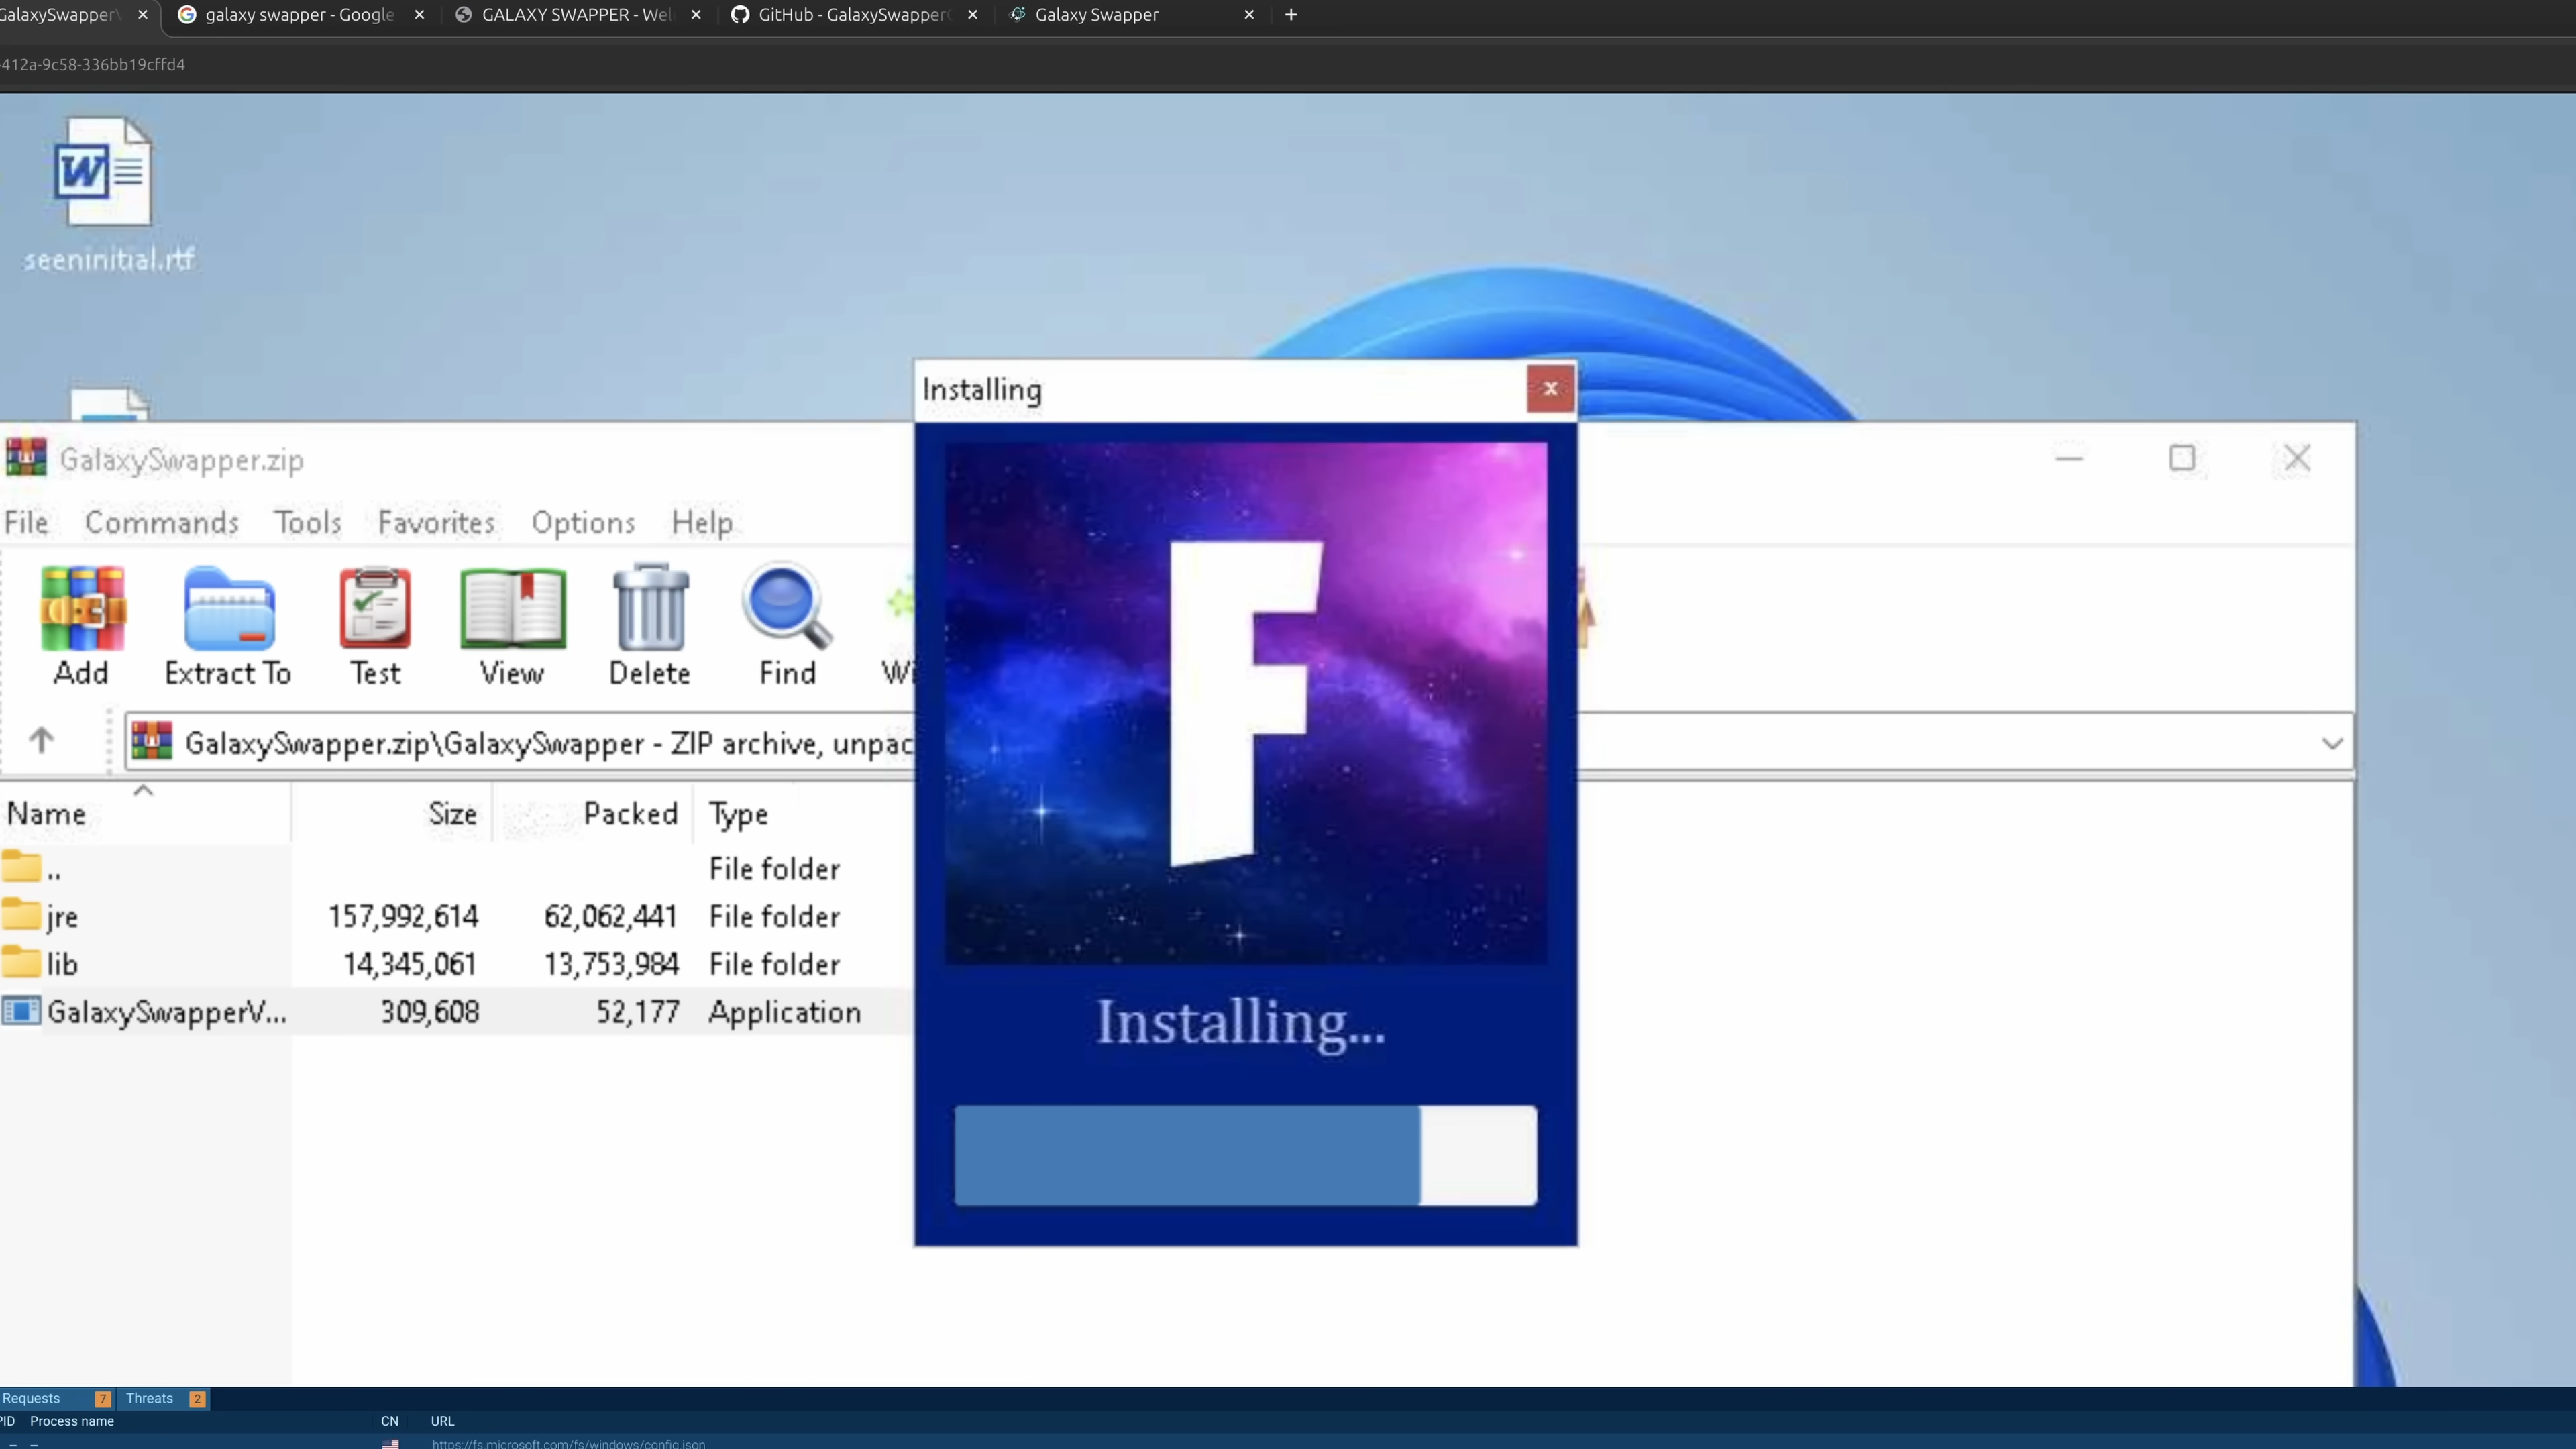 GalaxySwapper
galaxy swapper - Google
GALAXY SWAPPER - Wel
GitHub - GalaxySwapper
Galaxy Swapper
-412a-9c58-336bb19cffd4
W
seeninitial.rtf
Installing
GalaxySwapper.zip
File Commands Tools Favorites Options Help
F
Add Extract To Test View Delete Find Wi
GalaxySwapper.zip\GalaxySwapper - ZIP archive, unpac
Name Size Packed Type
.. File folder
jre 157,992,614 62,062,441 File folder
lib 14,345,061 13,753,984 File folder
GalaxySwapperV... 309,608 52,177 Application
Installing...
Requests 7 Threats 2
PID Process name CN URL
https://fs.microsoft.com/fs/windows/config.json